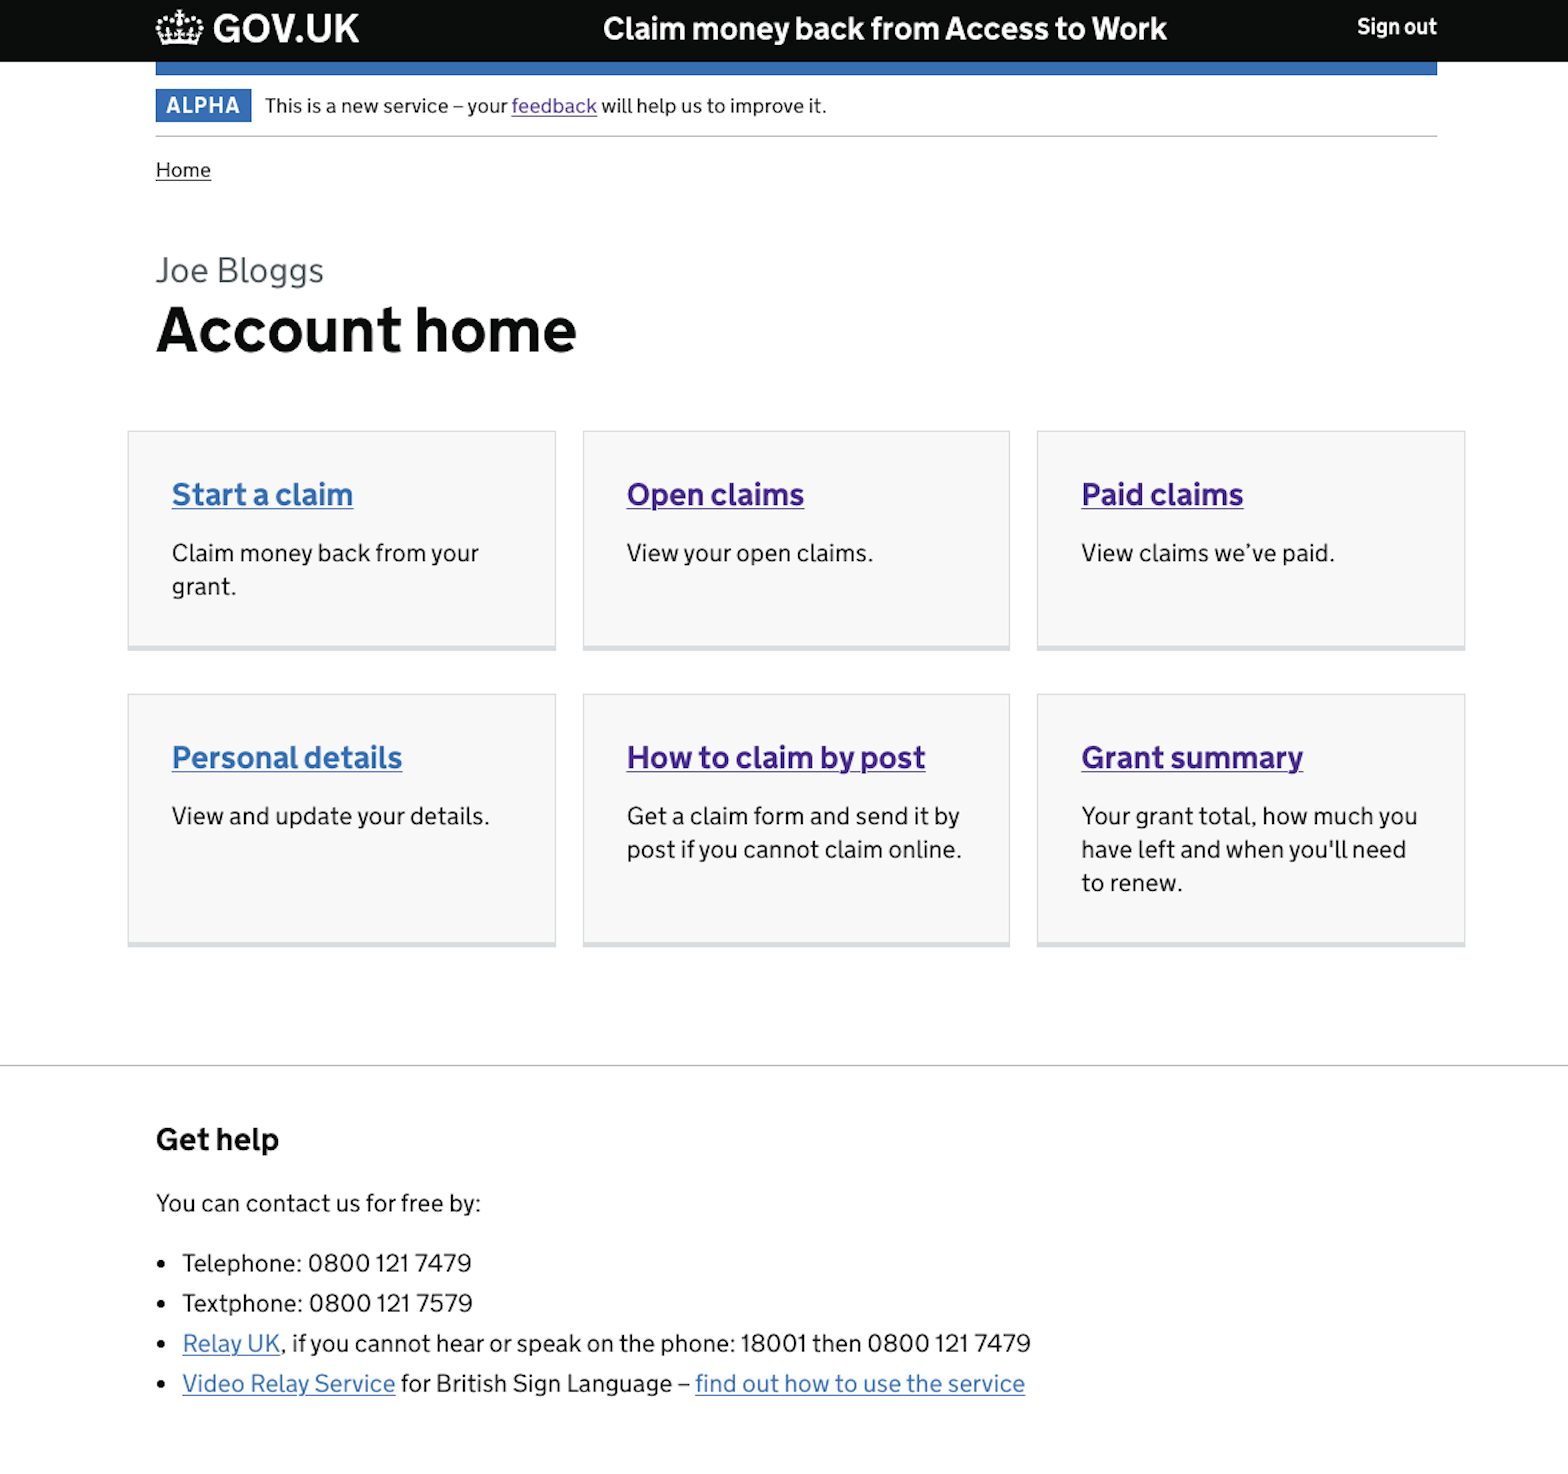 GOV.UK Claim money back from Access to Work Sign out
ALPHA This is a new service – your feedback will help us to improve it.
Home
Joe Bloggs
Account home
Start a claim
Claim money back from your
grant.
Open claims
View your open claims.
Paid claims
View claims we’ve paid.
Personal details
View and update your details.
How to claim by post
Get a claim form and send it by
post if you cannot claim online.
Grant summary
Your grant total, how much you
have left and when you'll need
to renew.
Get help
You can contact us for free by:
• Telephone: 0800 121 7479
• Textphone: 0800 121 7579
• Relay UK, if you cannot hear or speak on the phone: 18001 then 0800 121 7479
• Video Relay Service for British Sign Language – find out how to use the service